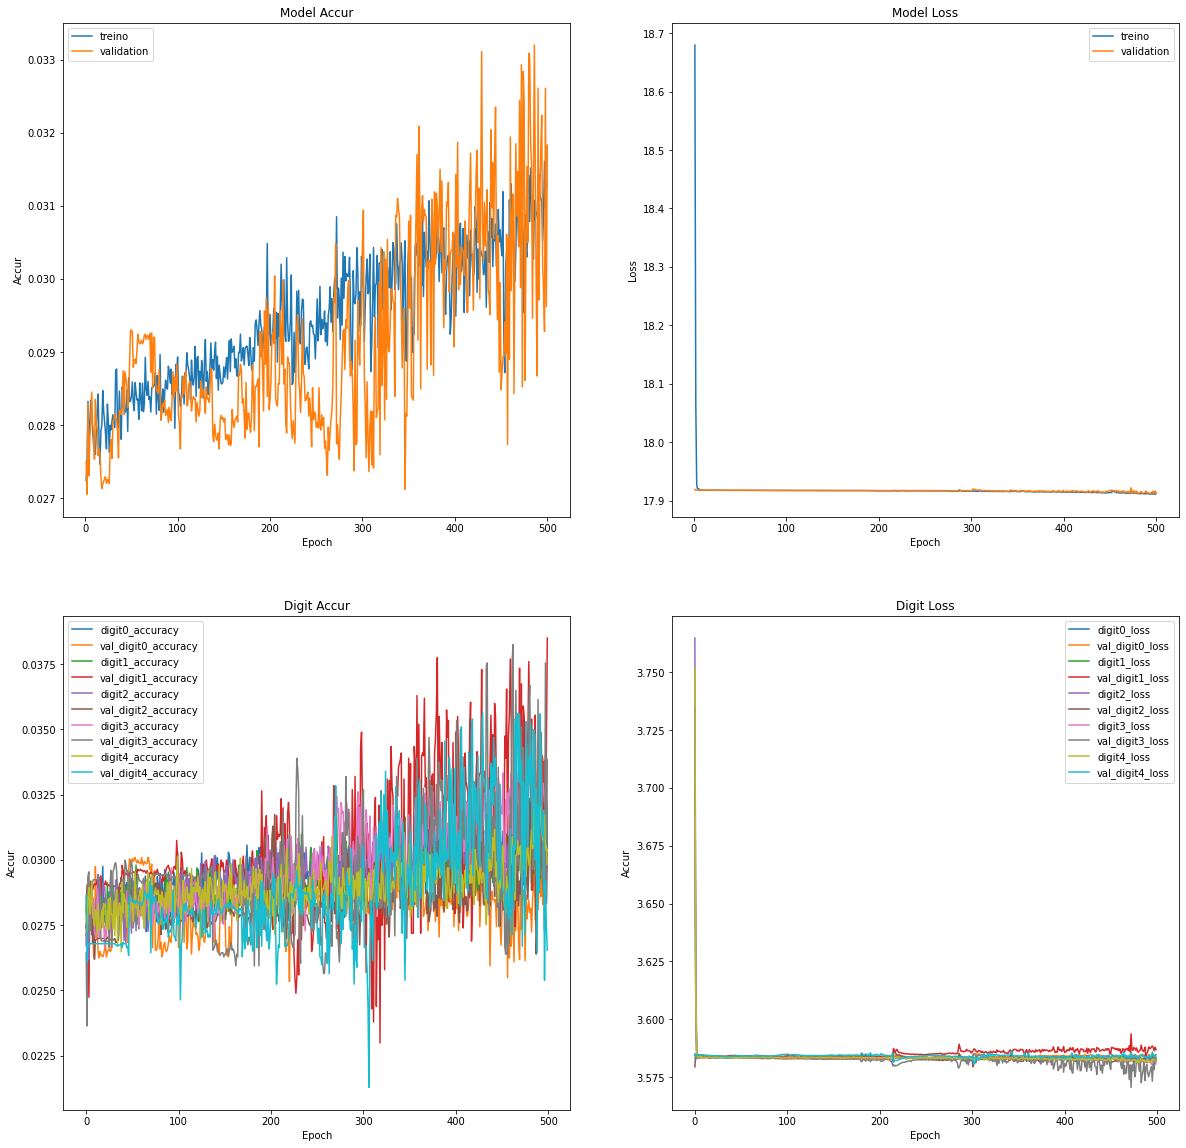 Model Accur
treino
validation
0.033
0.032
0.031
0.030
0.029
0.028
0.027
Accur
0
100
200
300
400
500
Epoch
Model Loss
treino
validation
18.7
18.6
18.5
18.4
18.3
18.2
18.1
18.0
17.9
Loss
0
100
200
300
400
500
Epoch
Digit Accur
digit0_accuracy
val_digit0_accuracy
digit1_accuracy
val_digit1_accuracy
digit2_accuracy
val_digit2_accuracy
digit3_accuracy
val_digit3_accuracy
digit4_accuracy
val_digit4_accuracy
0.0375
0.0350
0.0325
0.0300
0.0275
0.0250
0.0225
Accur
0
100
200
300
400
500
Epoch
Digit Loss
digit0_loss
val_digit0_loss
digit1_loss
val_digit1_loss
digit2_loss
val_digit2_loss
digit3_loss
val_digit3_loss
digit4_loss
val_digit4_loss
3.750
3.725
3.700
3.675
3.650
3.625
3.600
3.575
Accur
0
100
200
300
400
500
Epoch